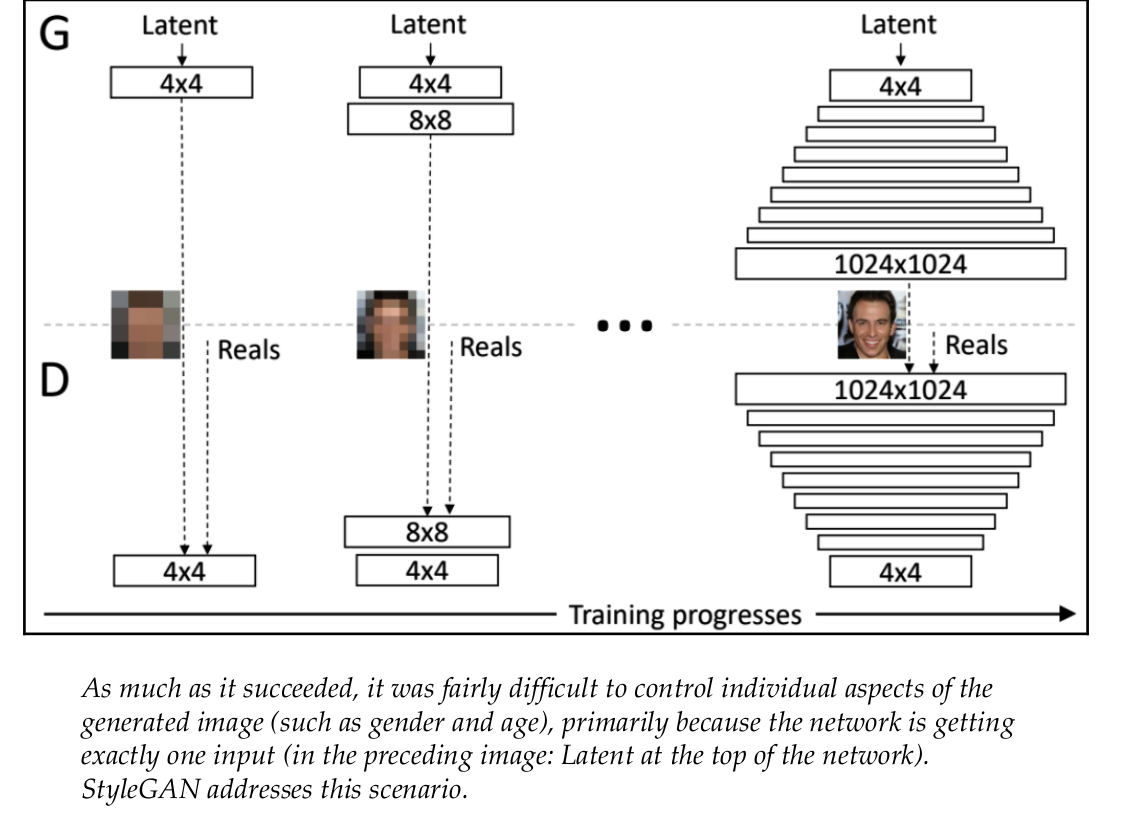 G
Latent
Latent
Latent
4x4
4x4
4x4
8x8
1024x1024
Reals
Reals
Reals
D
1024x1024
8x8
4x4
4x4
4x4
Training progresses
As much as it succeeded, it was fairly difficult to control individual aspects of the
generated image (such as gender and age), primarily because the network is getting
exactly one input (in the preceding image: Latent at the top of the network).
StyleGAN addresses this scenario.